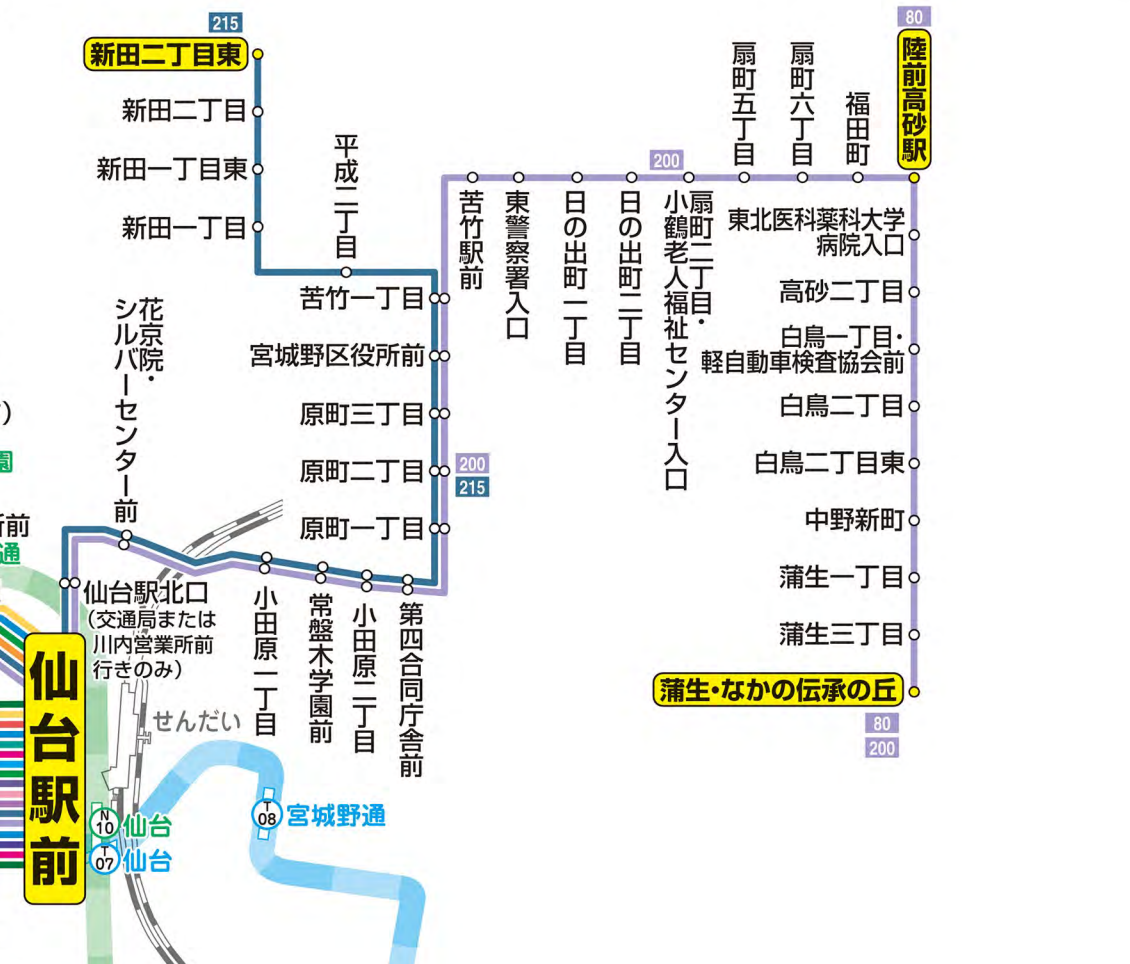 215
新田二丁目東
新田二丁目
新田一丁目東
新田一丁目
平成二丁目
苦竹一丁目
宮城野区役所前
原町三丁目
原町二丁目
原町一丁目
200
215
花京院・
シルバーセンター前
仙台駅北口
(交通局または
川内営業所前
行きのみ)
小田原一丁目
常盤木学園前
小田原二丁目
第四合同庁舎前
仙台駅前
せんだい
N
10
仙台
T
07
仙台
T
08
宮城野通
)
園
所前
通
苦竹駅前
東警察署入口
日の出町一丁目
日の出町二丁目
200
扇町二丁目・
小鶴老人福祉センター入口
扇町五丁目
扇町六丁目
福田町
80
陸前高砂駅
東北医科薬科大学
病院入口
高砂二丁目
白鳥一丁目・
軽自動車検査協会前
白鳥二丁目
白鳥二丁目東
中野新町
蒲生一丁目
蒲生三丁目
蒲生・なかの伝承の丘
80
200